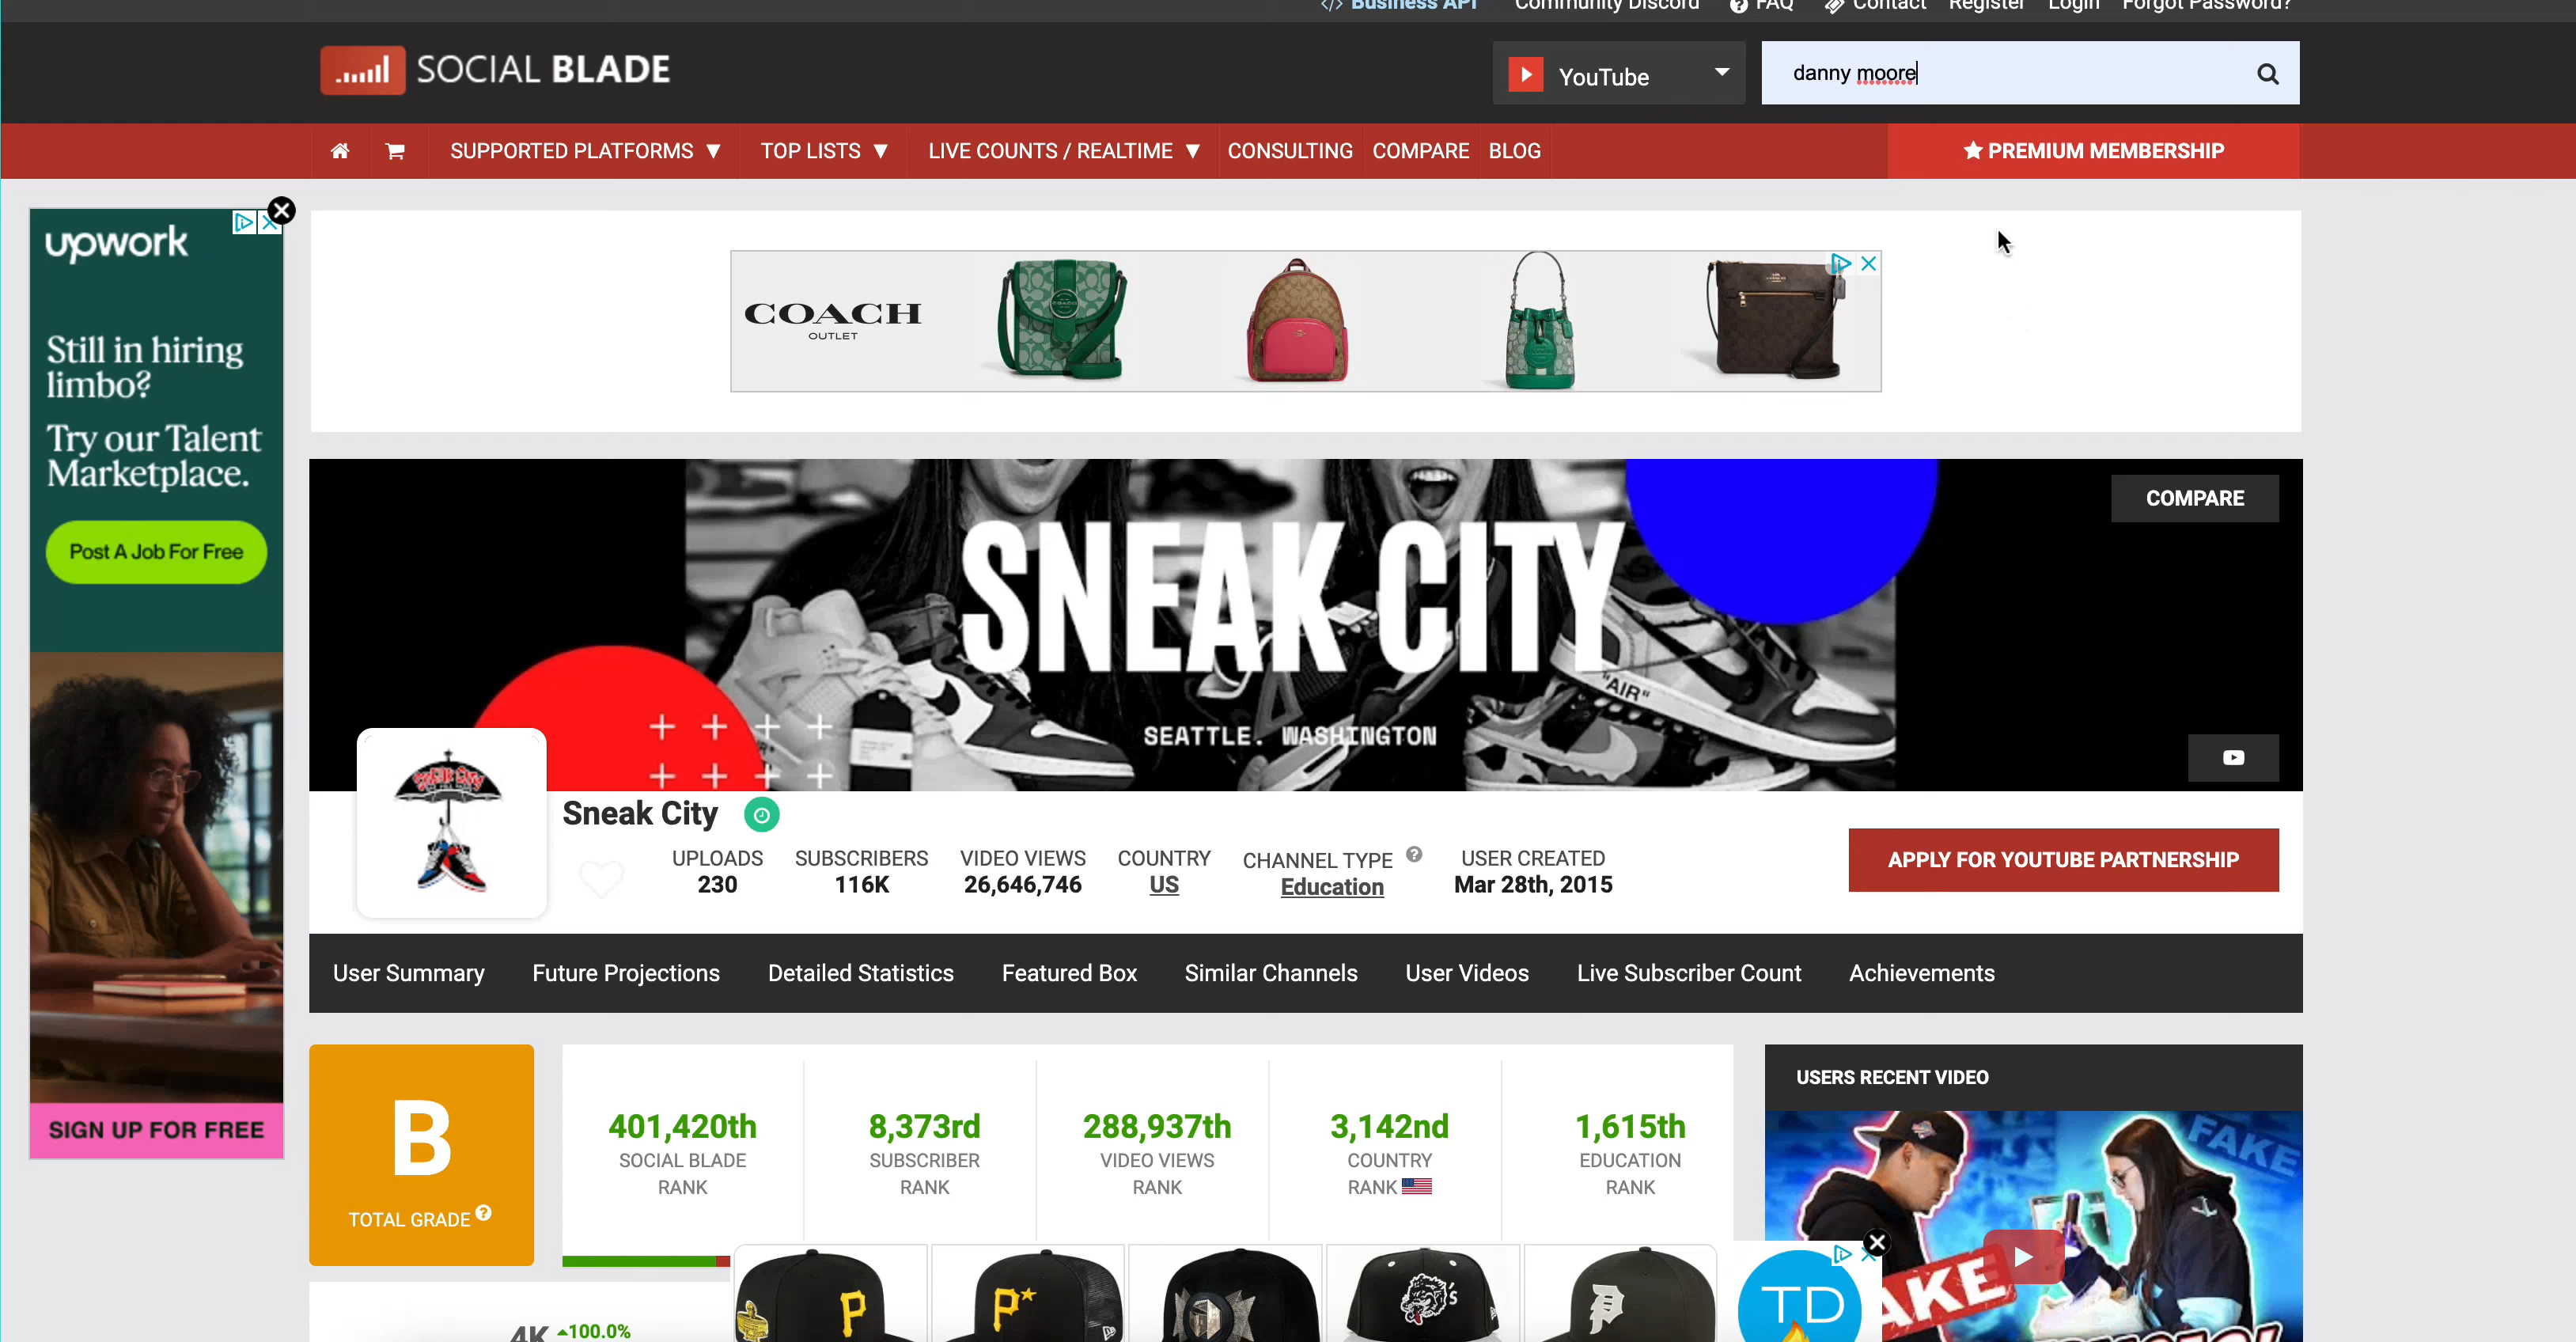 Business API Community Discord FAQ Contact Register Login Forgot Password?
SOCIAL BLADE
YouTube
danny moore
SUPPORTED PLATFORMS ▼ TOP LISTS ▼ LIVE COUNTS / REALTIME ▼ CONSULTING COMPARE BLOG
PREMIUM MEMBERSHIP
upwork
Still in hiring
limbo?
Try our Talent
Marketplace.
Post A Job For Free
SIGN UP FOR FREE
COACH
OUTLET
COMPARE
SNEAK CITY
"AIR"
SEATTLE. WASHINGTON
Sneak City
UPLOADS
230
SUBSCRIBERS
116K
VIDEO VIEWS
26,646,746
COUNTRY
US
CHANNEL TYPE
Education
USER CREATED
Mar 28th, 2015
APPLY FOR YOUTUBE PARTNERSHIP
User Summary Future Projections Detailed Statistics Featured Box Similar Channels User Videos Live Subscriber Count Achievements
B
TOTAL GRADE
401,420th
SOCIAL BLADE
RANK
8,373rd
SUBSCRIBER
RANK
288,937th
VIDEO VIEWS
RANK
3,142nd
COUNTRY
RANK
1,615th
EDUCATION
RANK
USERS RECENT VIDEO
FAKE
FAKE
P
P
TD
4K 100.0%